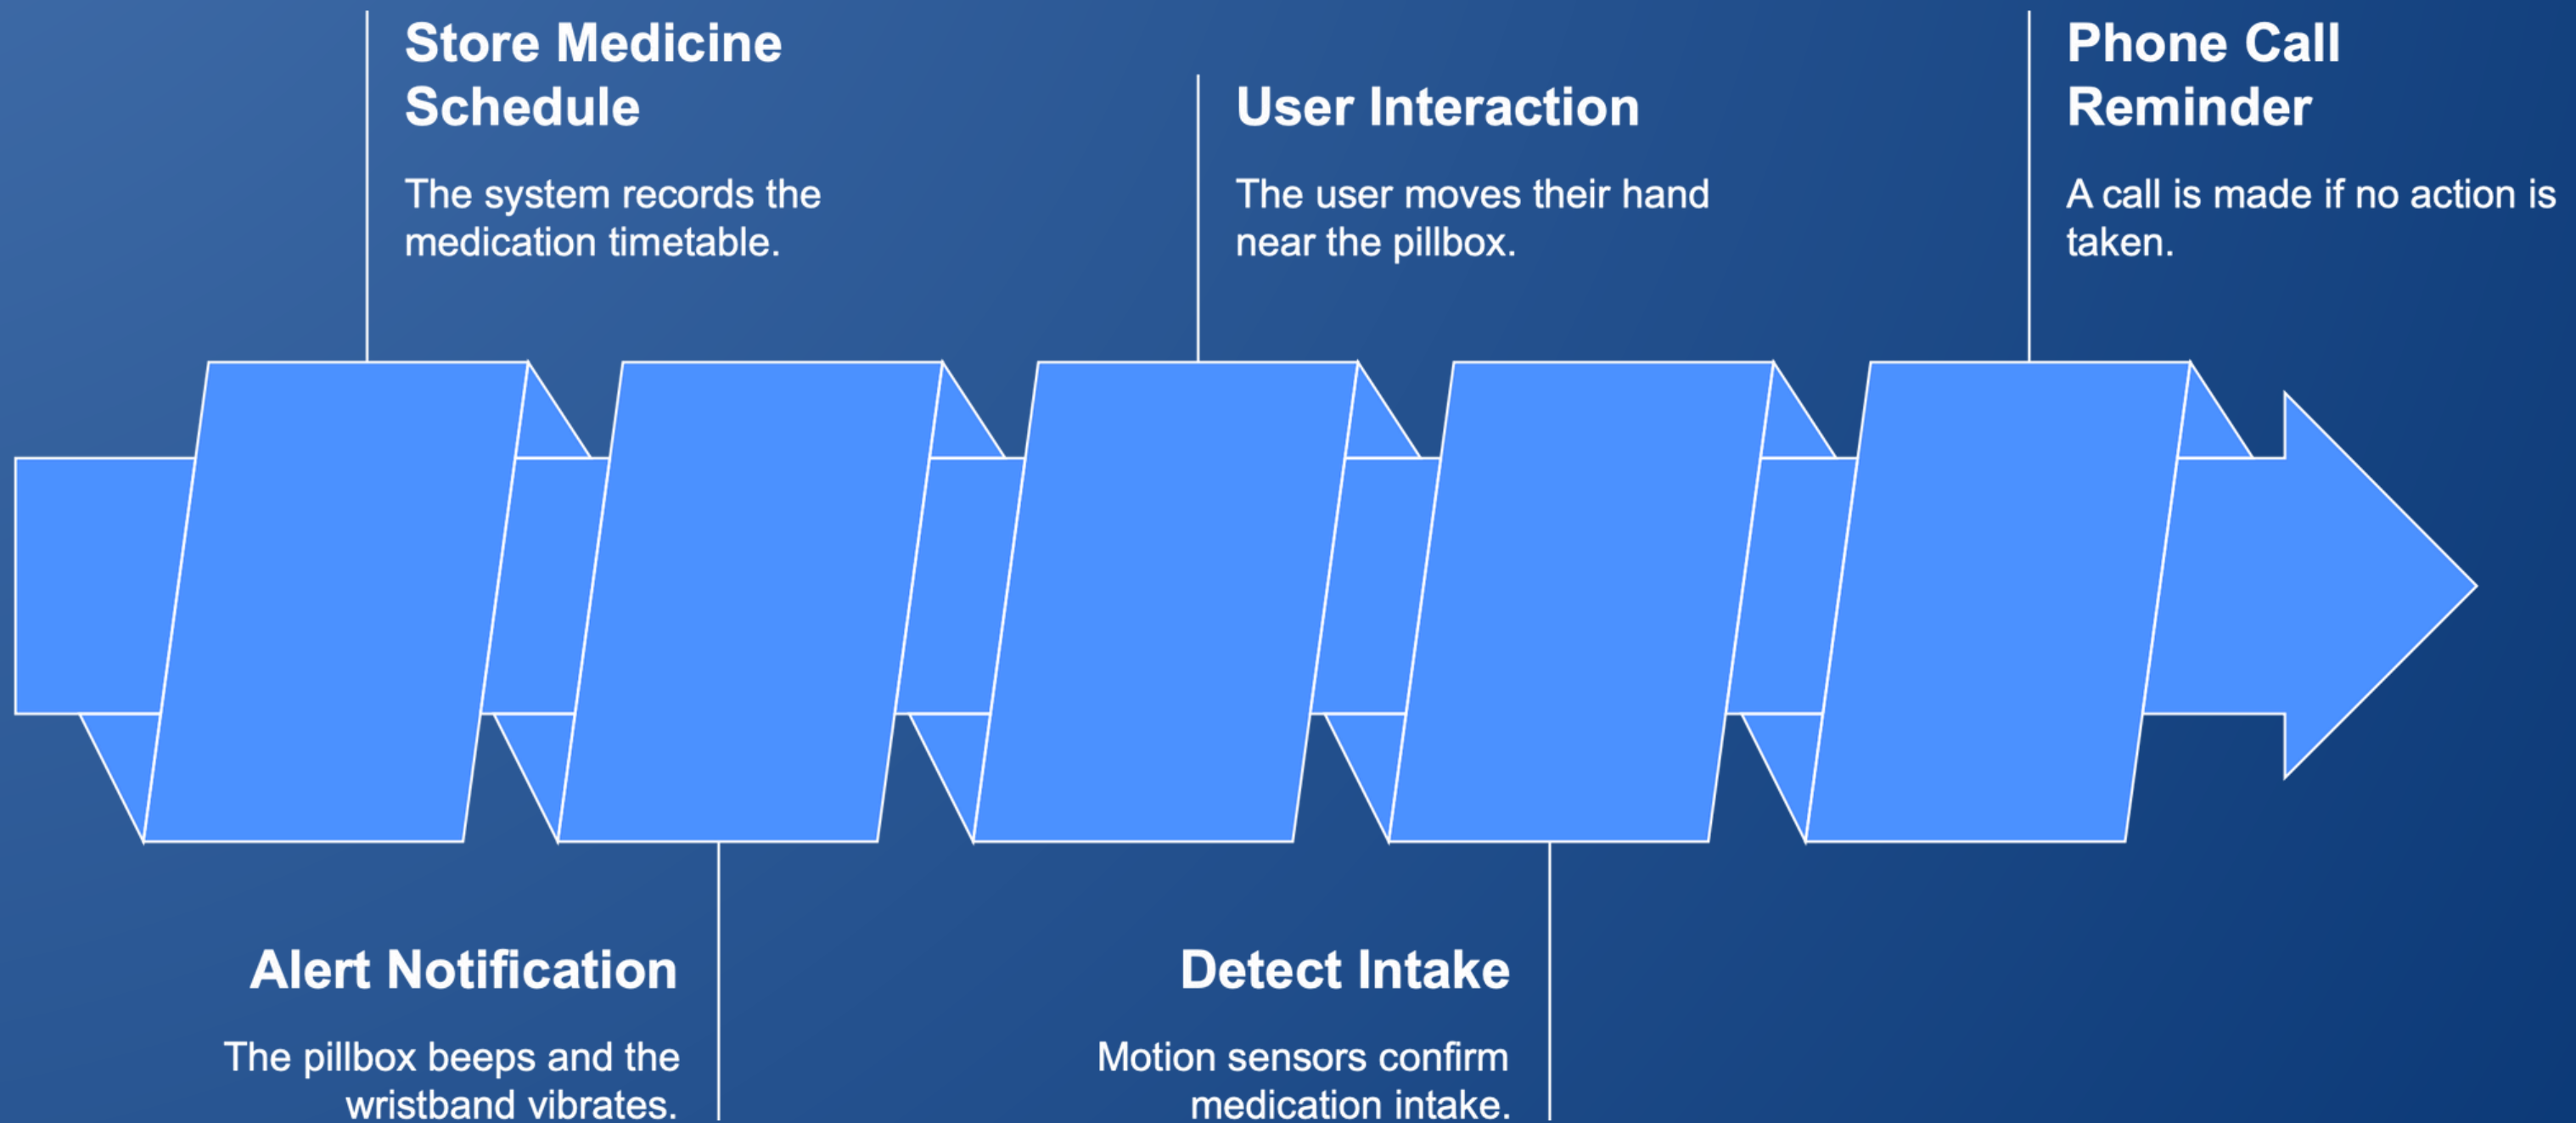 Store Medicine
Schedule
The system records the
medication timetable.
User Interaction
The user moves their hand
near the pillbox.
Phone Call
Reminder
A call is made if no action is
taken.
Alert Notification
The pillbox beeps and the
wristband vibrates.
Detect Intake
Motion sensors confirm
medication intake.